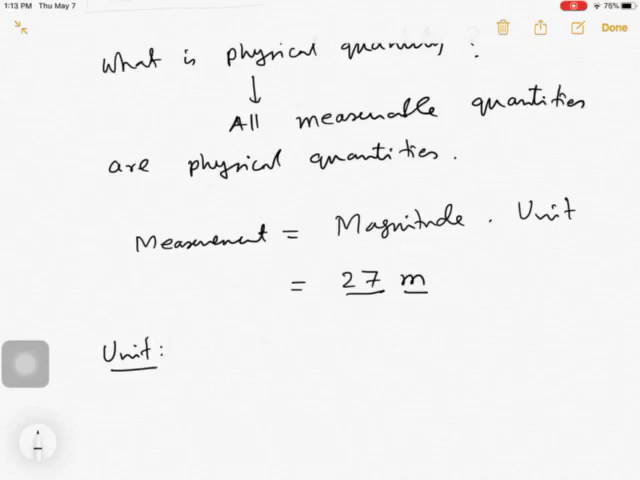 1:13 PM Thu May 7
75%
Done
What is physical quantity :
↓
All measurable quantities
are physical quantities.
Measurement = Magnitude . Unit
= 27 m
Unit: